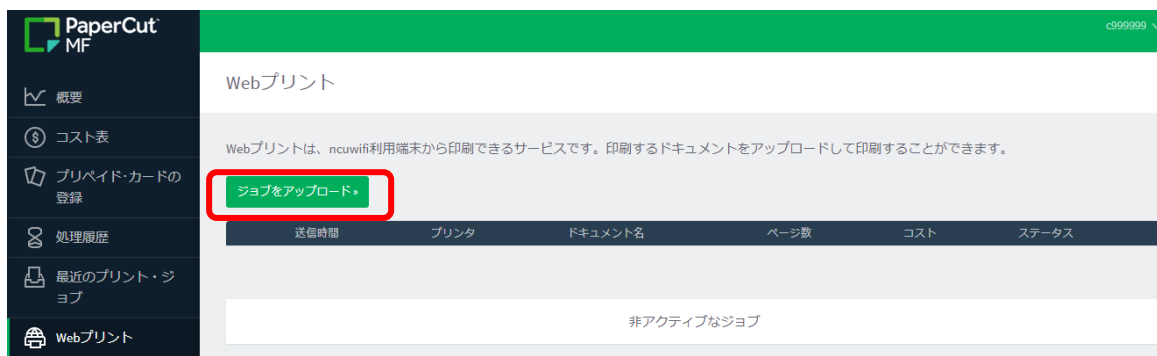 PaperCut
MF
c999999
概要
コスト表
プリペイド・カードの
登録
処理履歴
最近のプリント・ジ
ョブ
Webプリント
Webプリント
Webプリントは、ncuwifi利用端末から印刷できるサービスです。印刷するドキュメントをアップロードして印刷することができます。
ジョブをアップロード »
送信時間 プリンタ ドキュメント名 ページ数 コスト ステータス
非アクティブなジョブ